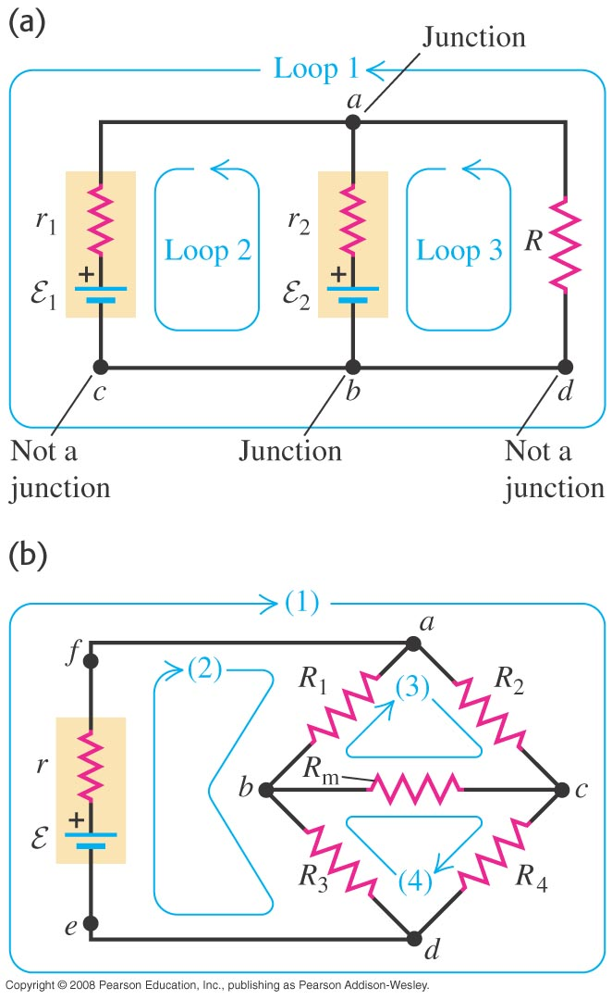 (a)
Junction
Loop 1
a
r1
Loop 2
r2
Loop 3
R
+
ℰ1
+
ℰ2
c
b
d
Not a
junction
Junction
Not a
junction
(b)
(1)
a
f
(2)
R1
(3)
R2
r
Rm
b
c
+
ℰ
R3
(4)
R4
e
d
Copyright © 2008 Pearson Education, Inc., publishing as Pearson Addison-Wesley.